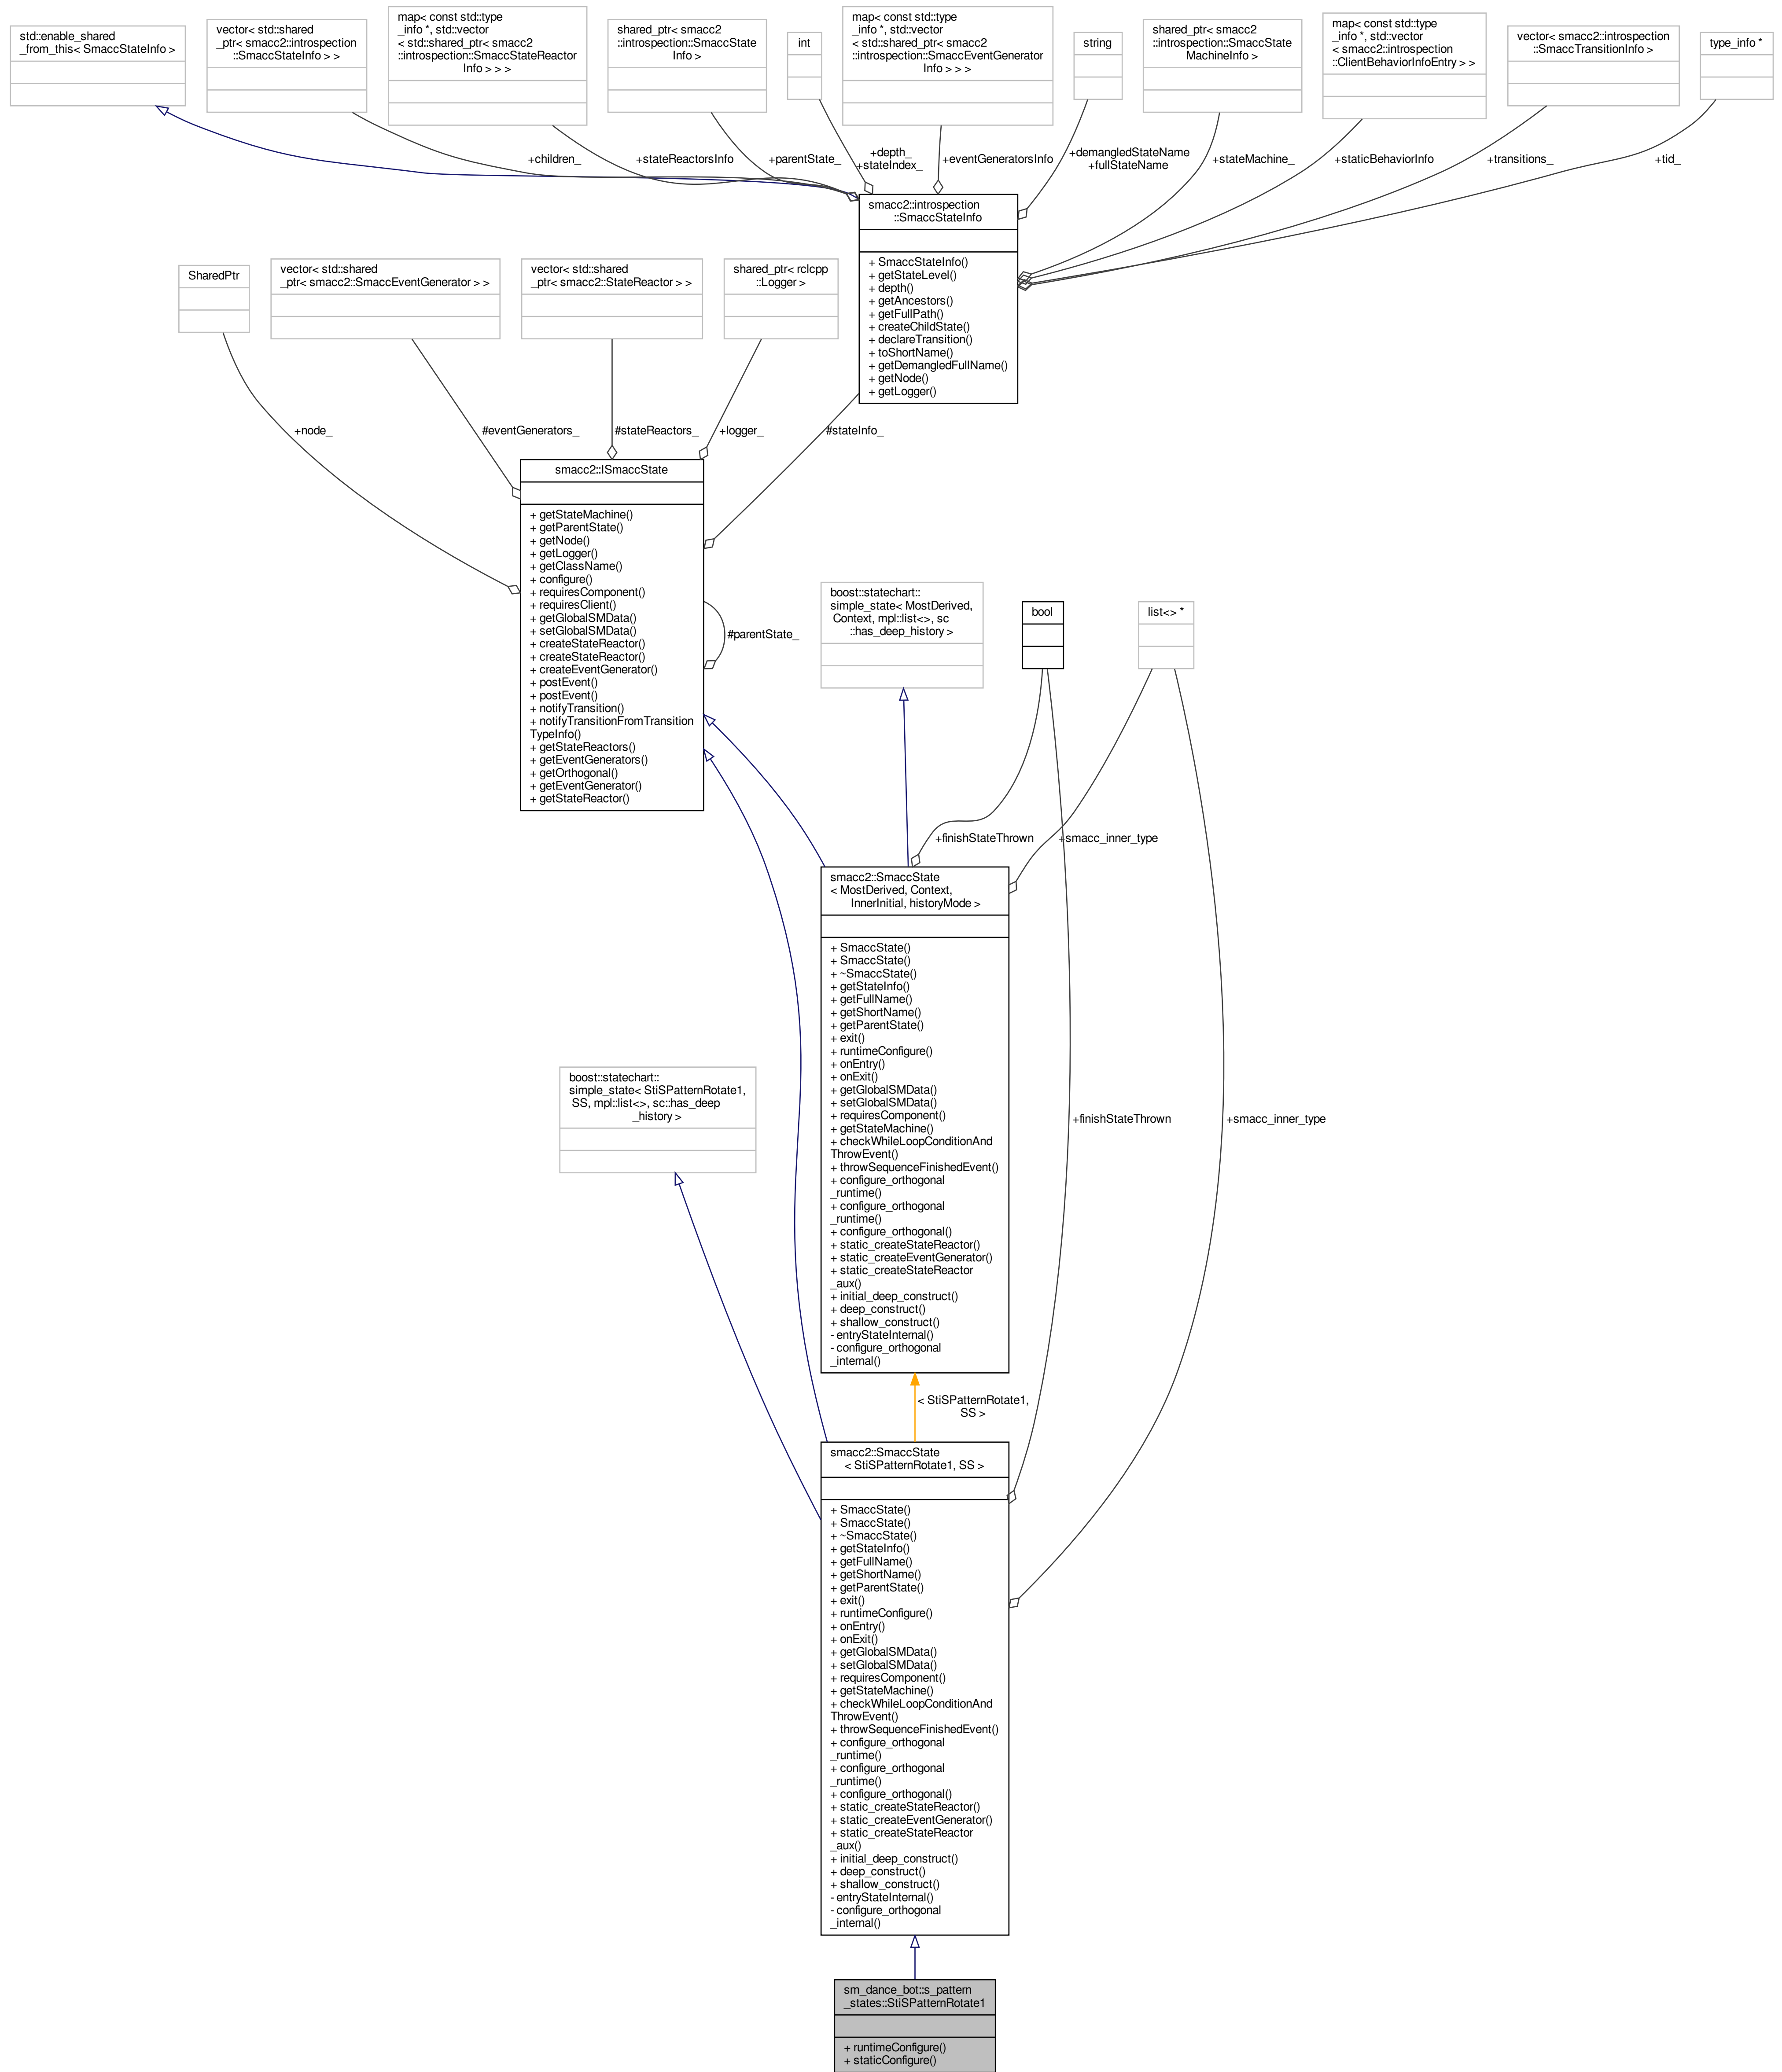 std::enable_shared
_from_this< SmaccStateInfo >
vector< std::shared
_ptr< smacc2::introspection
::SmaccStateInfo > >
map< const std::type
_info *, std::vector
< std::shared_ptr< smacc2
::introspection::SmaccStateReactor
Info > > >
shared_ptr< smacc2
::introspection::SmaccState
Info >
int
map< const std::type
_info *, std::vector
< std::shared_ptr< smacc2
::introspection::SmaccEventGenerator
Info > > >
string
shared_ptr< smacc2
::introspection::SmaccState
MachineInfo >
map< const std::type
_info *, std::vector
< smacc2::introspection
::ClientBehaviorInfoEntry > >
vector< smacc2::introspection
::SmaccTransitionInfo >
type_info *
+children_
+stateReactorsInfo
+parentState_
+depth_
+stateIndex_
+eventGeneratorsInfo
+demangledStateName
+fullStateName
+stateMachine_
+staticBehaviorInfo
+transitions_
+tid_
smacc2::introspection
::SmaccStateInfo
+ SmaccStateInfo()
+ getStateLevel()
+ depth()
+ getAncestors()
+ getFullPath()
+ createChildState()
+ declareTransition()
+ toShortName()
+ getDemangledFullName()
+ getNode()
+ getLogger()
SharedPtr
vector< std::shared
_ptr< smacc2::SmaccEventGenerator > >
vector< std::shared
_ptr< smacc2::StateReactor > >
shared_ptr< rclcpp
::Logger >
+node_
#eventGenerators_
#stateReactors_
+logger_
#stateInfo_
smacc2::ISmaccState
+ getStateMachine()
+ getParentState()
+ getNode()
+ getLogger()
+ getClassName()
+ configure()
+ requiresComponent()
+ requiresClient()
+ getGlobalSMData()
+ setGlobalSMData()
+ createStateReactor()
+ createStateReactor()
+ createEventGenerator()
+ postEvent()
+ postEvent()
+ notifyTransition()
+ notifyTransitionFromTransition
TypeInfo()
+ getStateReactors()
+ getEventGenerators()
+ getOrthogonal()
+ getEventGenerator()
+ getStateReactor()
#parentState_
boost::statechart::
simple_state< MostDerived,
Context, mpl::list<>, sc
::has_deep_history >
bool
list<> *
+finishStateThrown
+smacc_inner_type
smacc2::SmaccState
< MostDerived, Context,
InnerInitial, historyMode >
+ SmaccState()
+ SmaccState()
+ ~SmaccState()
+ getStateInfo()
+ getFullName()
+ getShortName()
+ getParentState()
+ exit()
+ runtimeConfigure()
+ onEntry()
+ onExit()
+ getGlobalSMData()
+ setGlobalSMData()
+ requiresComponent()
+ getStateMachine()
+ checkWhileLoopConditionAnd
ThrowEvent()
+ throwSequenceFinishedEvent()
+ configure_orthogonal
_runtime()
+ configure_orthogonal
_runtime()
+ configure_orthogonal()
+ static_createStateReactor()
+ static_createEventGenerator()
+ static_createStateReactor
_aux()
+ initial_deep_construct()
+ deep_construct()
+ shallow_construct()
- entryStateInternal()
- configure_orthogonal
_internal()
boost::statechart::
simple_state< StiSPatternRotate1,
SS, mpl::list<>, sc::has_deep
_history >
+finishStateThrown
+smacc_inner_type
< StiSPatternRotate1,
SS >
smacc2::SmaccState
< StiSPatternRotate1, SS >
+ SmaccState()
+ SmaccState()
+ ~SmaccState()
+ getStateInfo()
+ getFullName()
+ getShortName()
+ getParentState()
+ exit()
+ runtimeConfigure()
+ onEntry()
+ onExit()
+ getGlobalSMData()
+ setGlobalSMData()
+ requiresComponent()
+ getStateMachine()
+ checkWhileLoopConditionAnd
ThrowEvent()
+ throwSequenceFinishedEvent()
+ configure_orthogonal
_runtime()
+ configure_orthogonal
_runtime()
+ configure_orthogonal()
+ static_createStateReactor()
+ static_createEventGenerator()
+ static_createStateReactor
_aux()
+ initial_deep_construct()
+ deep_construct()
+ shallow_construct()
- entryStateInternal()
- configure_orthogonal
_internal()
sm_dance_bot::s_pattern
_states::StiSPatternRotate1
+ runtimeConfigure()
+ staticConfigure()